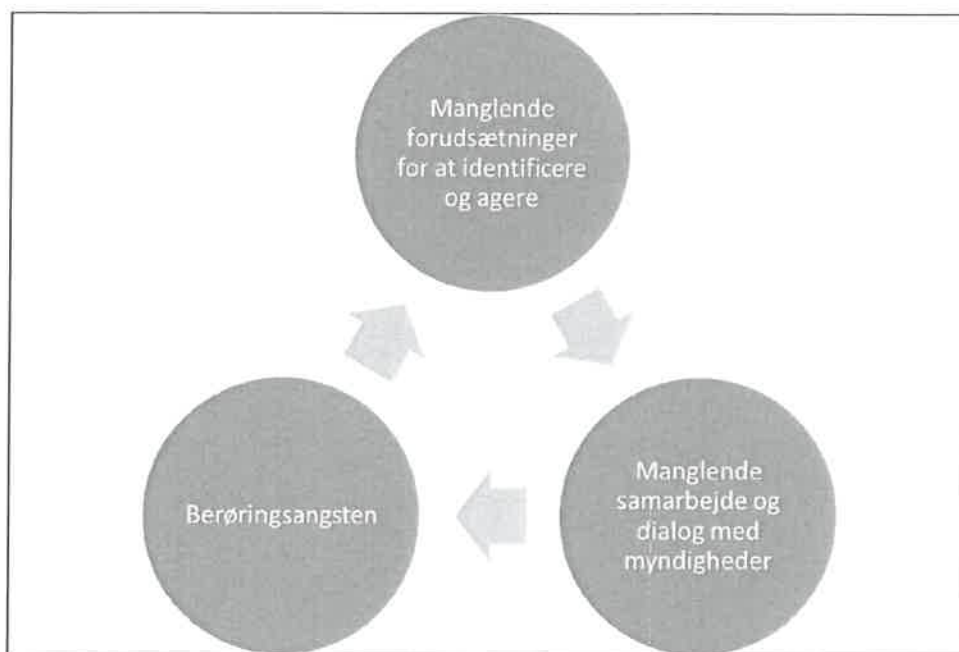 Manglende
forudsætninger
for at identificere
og agere
Manglende
samarbejde og
dialog med
myndigheder
Berøringsangsten